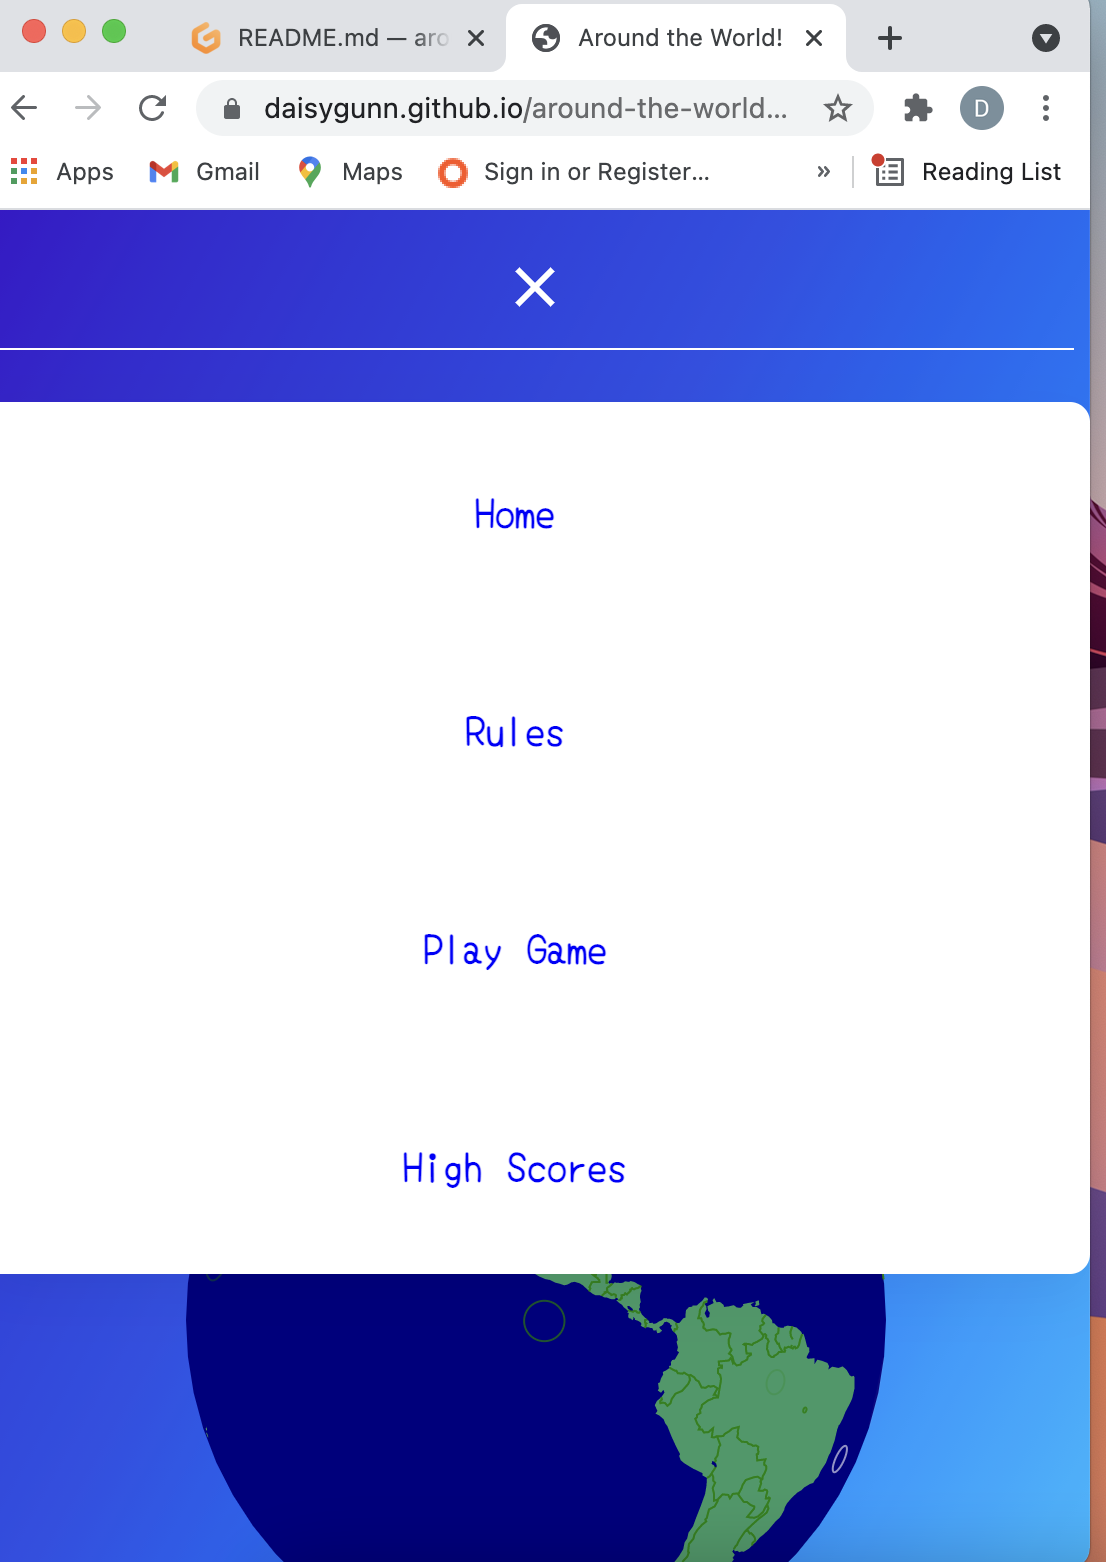 README.md — aro
Around the World!
daisygunn.github.io/around-the-world...
D
Apps
Gmail
Maps
Sign in or Register...
»
Reading List
Home
Rules
Play Game
High Scores